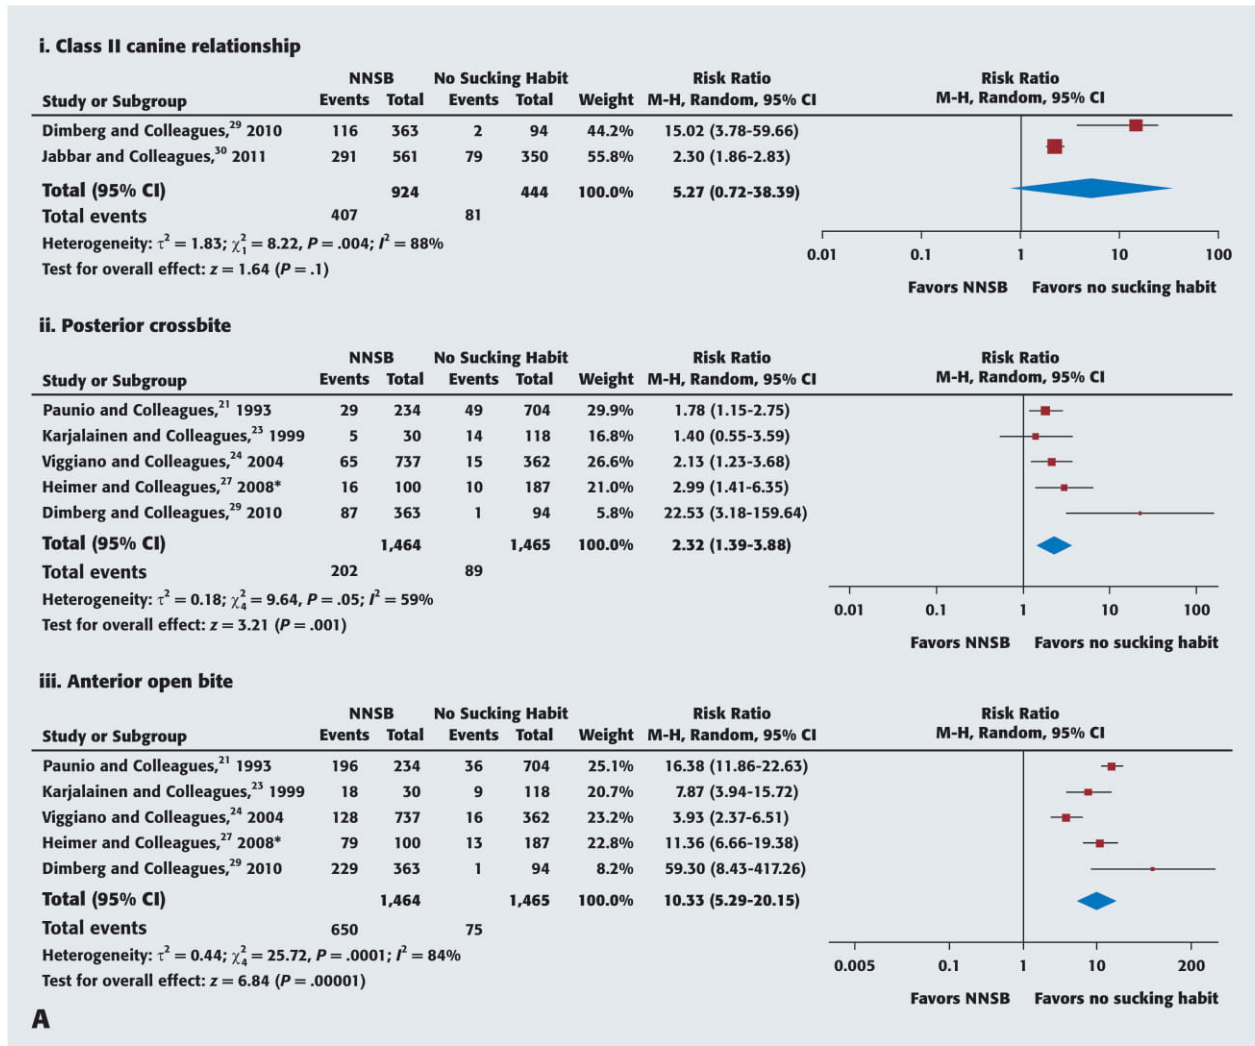 i. Class II canine relationship
NNSB No Sucking Habit Risk Ratio Risk Ratio
Study or Subgroup Events Total Events Total Weight M-H, Random, 95% CI M-H, Random, 95% CI
Dimberg and Colleagues,²⁹ 2010 116 363 2 94 44.2% 15.02 (3.78-59.66)
Jabbar and Colleagues,³⁰ 2011 291 561 79 350 55.8% 2.30 (1.86-2.83)
Total (95% CI) 924 444 100.0% 5.27 (0.72-38.39)
Total events 407 81
Heterogeneity: τ² = 1.83; χ²₁ = 8.22, P = .004; I² = 88%
Test for overall effect: z = 1.64 (P = .1)
0.01 0.1 1 10 100
Favors NNSB Favors no sucking habit
ii. Posterior crossbite
NNSB No Sucking Habit Risk Ratio Risk Ratio
Study or Subgroup Events Total Events Total Weight M-H, Random, 95% CI M-H, Random, 95% CI
Paunio and Colleagues,²¹ 1993 29 234 49 704 29.9% 1.78 (1.15-2.75)
Karjalainen and Colleagues,²³ 1999 5 30 14 118 16.8% 1.40 (0.55-3.59)
Viggiano and Colleagues,²⁴ 2004 65 737 15 362 26.6% 2.13 (1.23-3.68)
Heimer and Colleagues,²⁷ 2008* 16 100 10 187 21.0% 2.99 (1.41-6.35)
Dimberg and Colleagues,²⁹ 2010 87 363 1 94 5.8% 22.53 (3.18-159.64)
Total (95% CI) 1,464 1,465 100.0% 2.32 (1.39-3.88)
Total events 202 89
Heterogeneity: τ² = 0.18; χ²₄ = 9.64, P = .05; I² = 59%
Test for overall effect: z = 3.21 (P = .001)
0.01 0.1 1 10 100
Favors NNSB Favors no sucking habit
iii. Anterior open bite
NNSB No Sucking Habit Risk Ratio Risk Ratio
Study or Subgroup Events Total Events Total Weight M-H, Random, 95% CI M-H, Random, 95% CI
Paunio and Colleagues,²¹ 1993 196 234 36 704 25.1% 16.38 (11.86-22.63)
Karjalainen and Colleagues,²³ 1999 18 30 9 118 20.7% 7.87 (3.94-15.72)
Viggiano and Colleagues,²⁴ 2004 128 737 16 362 23.2% 3.93 (2.37-6.51)
Heimer and Colleagues,²⁷ 2008* 79 100 13 187 22.8% 11.36 (6.66-19.38)
Dimberg and Colleagues,²⁹ 2010 229 363 1 94 8.2% 59.30 (8.43-417.26)
Total (95% CI) 1,464 1,465 100.0% 10.33 (5.29-20.15)
Total events 650 75
Heterogeneity: τ² = 0.44; χ²₄ = 25.72, P = .0001; I² = 84%
Test for overall effect: z = 6.84 (P = .00001)
0.005 0.1 1 10 200
Favors NNSB Favors no sucking habit
A